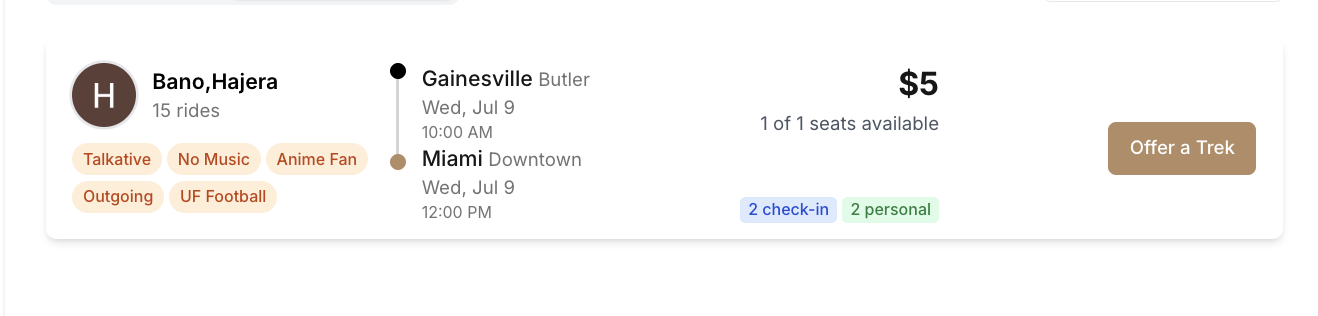 H
Bano,Hajera
15 rides
Talkative
No Music
Anime Fan
Outgoing
UF Football
Gainesville Butler
Wed, Jul 9
10:00 AM
Miami Downtown
Wed, Jul 9
12:00 PM
$5
1 of 1 seats available
2 check-in
2 personal
Offer a Trek